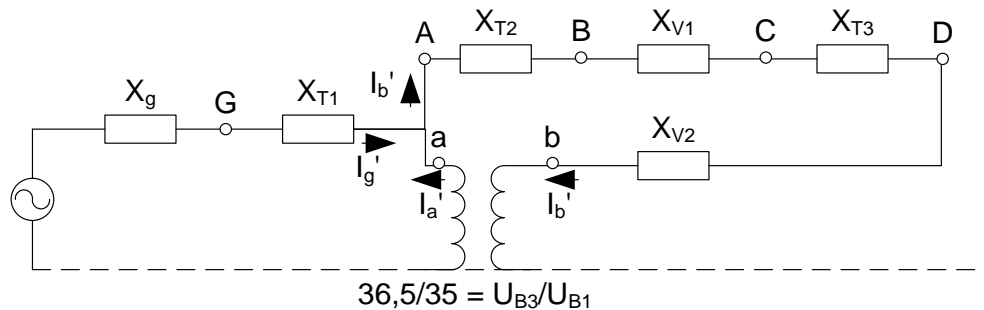 A
X_T2
B
X_V1
C
X_T3
D
X_g
G
X_T1
I_b'
I_g'
a
I_a'
b
I_b'
X_V2
36,5/35 = U_B3/U_B1